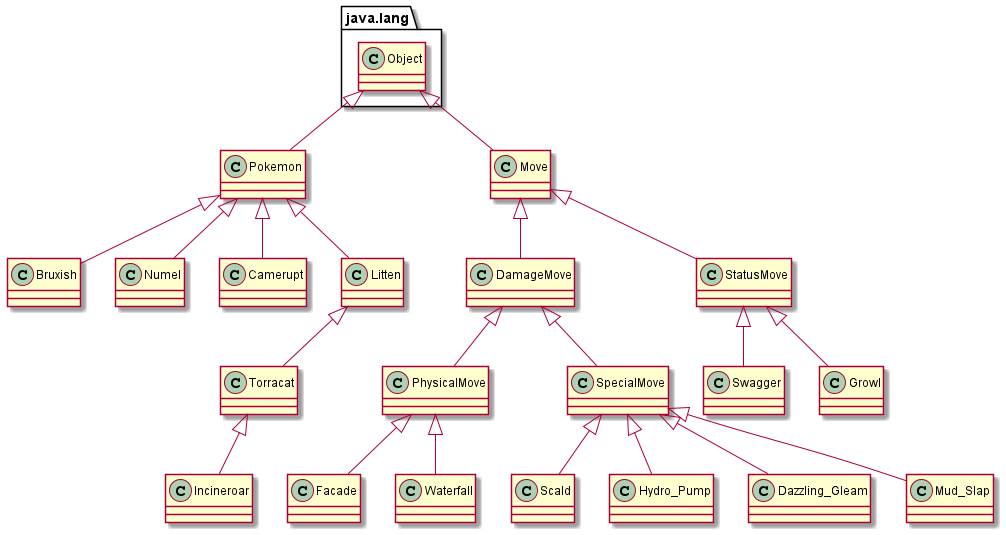 java.lang
C Object
C Pokemon
C Move
C Bruxish
C Numel
C Camerupt
C Litten
C DamageMove
C StatusMove
C Torracat
C PhysicalMove
C SpecialMove
C Swagger
C Growl
C Incineroar
C Facade
C Waterfall
C Scald
C Hydro_Pump
C Dazzling_Gleam
C Mud_Slap